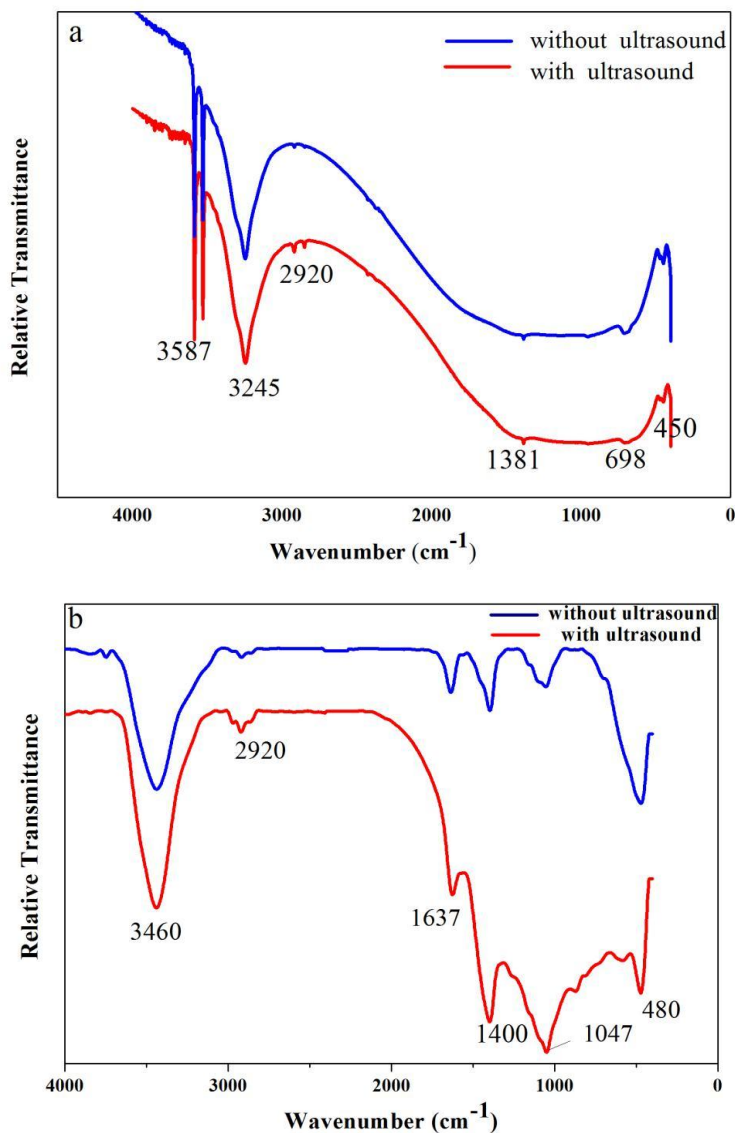 a
without ultrasound
with ultrasound
Relative Transmittance
3587
3245
2920
1381
698
450
4000
3000
2000
1000
0
Wavenumber (cm-1)
b
without ultrasound
with ultrasound
Relative Transmittance
3460
2920
1637
1400
1047
480
4000
3000
2000
1000
0
Wavenumber (cm-1)